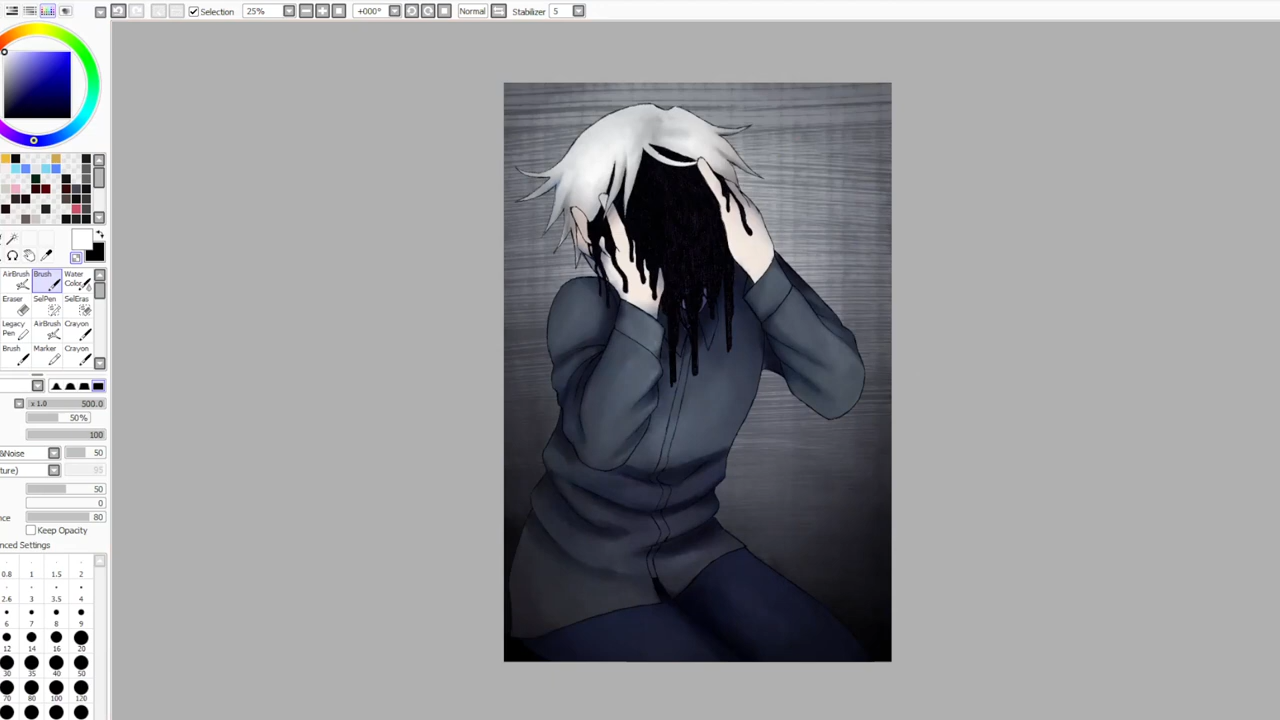 Selection 25% +000° Normal Stabilizer 5
AirBrush Brush Water Color
Eraser SelPen SelEras
Legacy Pen AirBrush Crayon
Brush Marker Crayon
x 1.0 500.0
50%
100
&Noise 50
ture) 95
50
0
nce 80
Keep Opacity
nced Settings
0.8 1 1.5 2
2.6 3 3.5 4
6 7 8 9
12 14 16 20
30 35 40 50
70 80 100 120